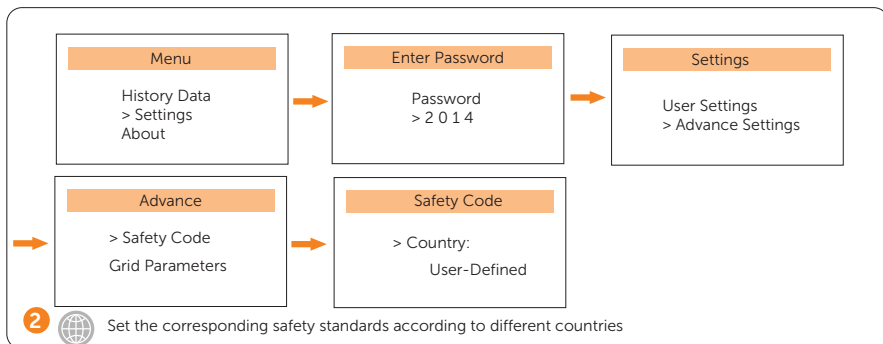 Menu
History Data
> Settings
About
Enter Password
Password
> 2 0 1 4
Settings
User Settings
> Advance Settings
Advance
> Safety Code
Grid Parameters
Safety Code
> Country:
User-Defined
2
Set the corresponding safety standards according to different countries